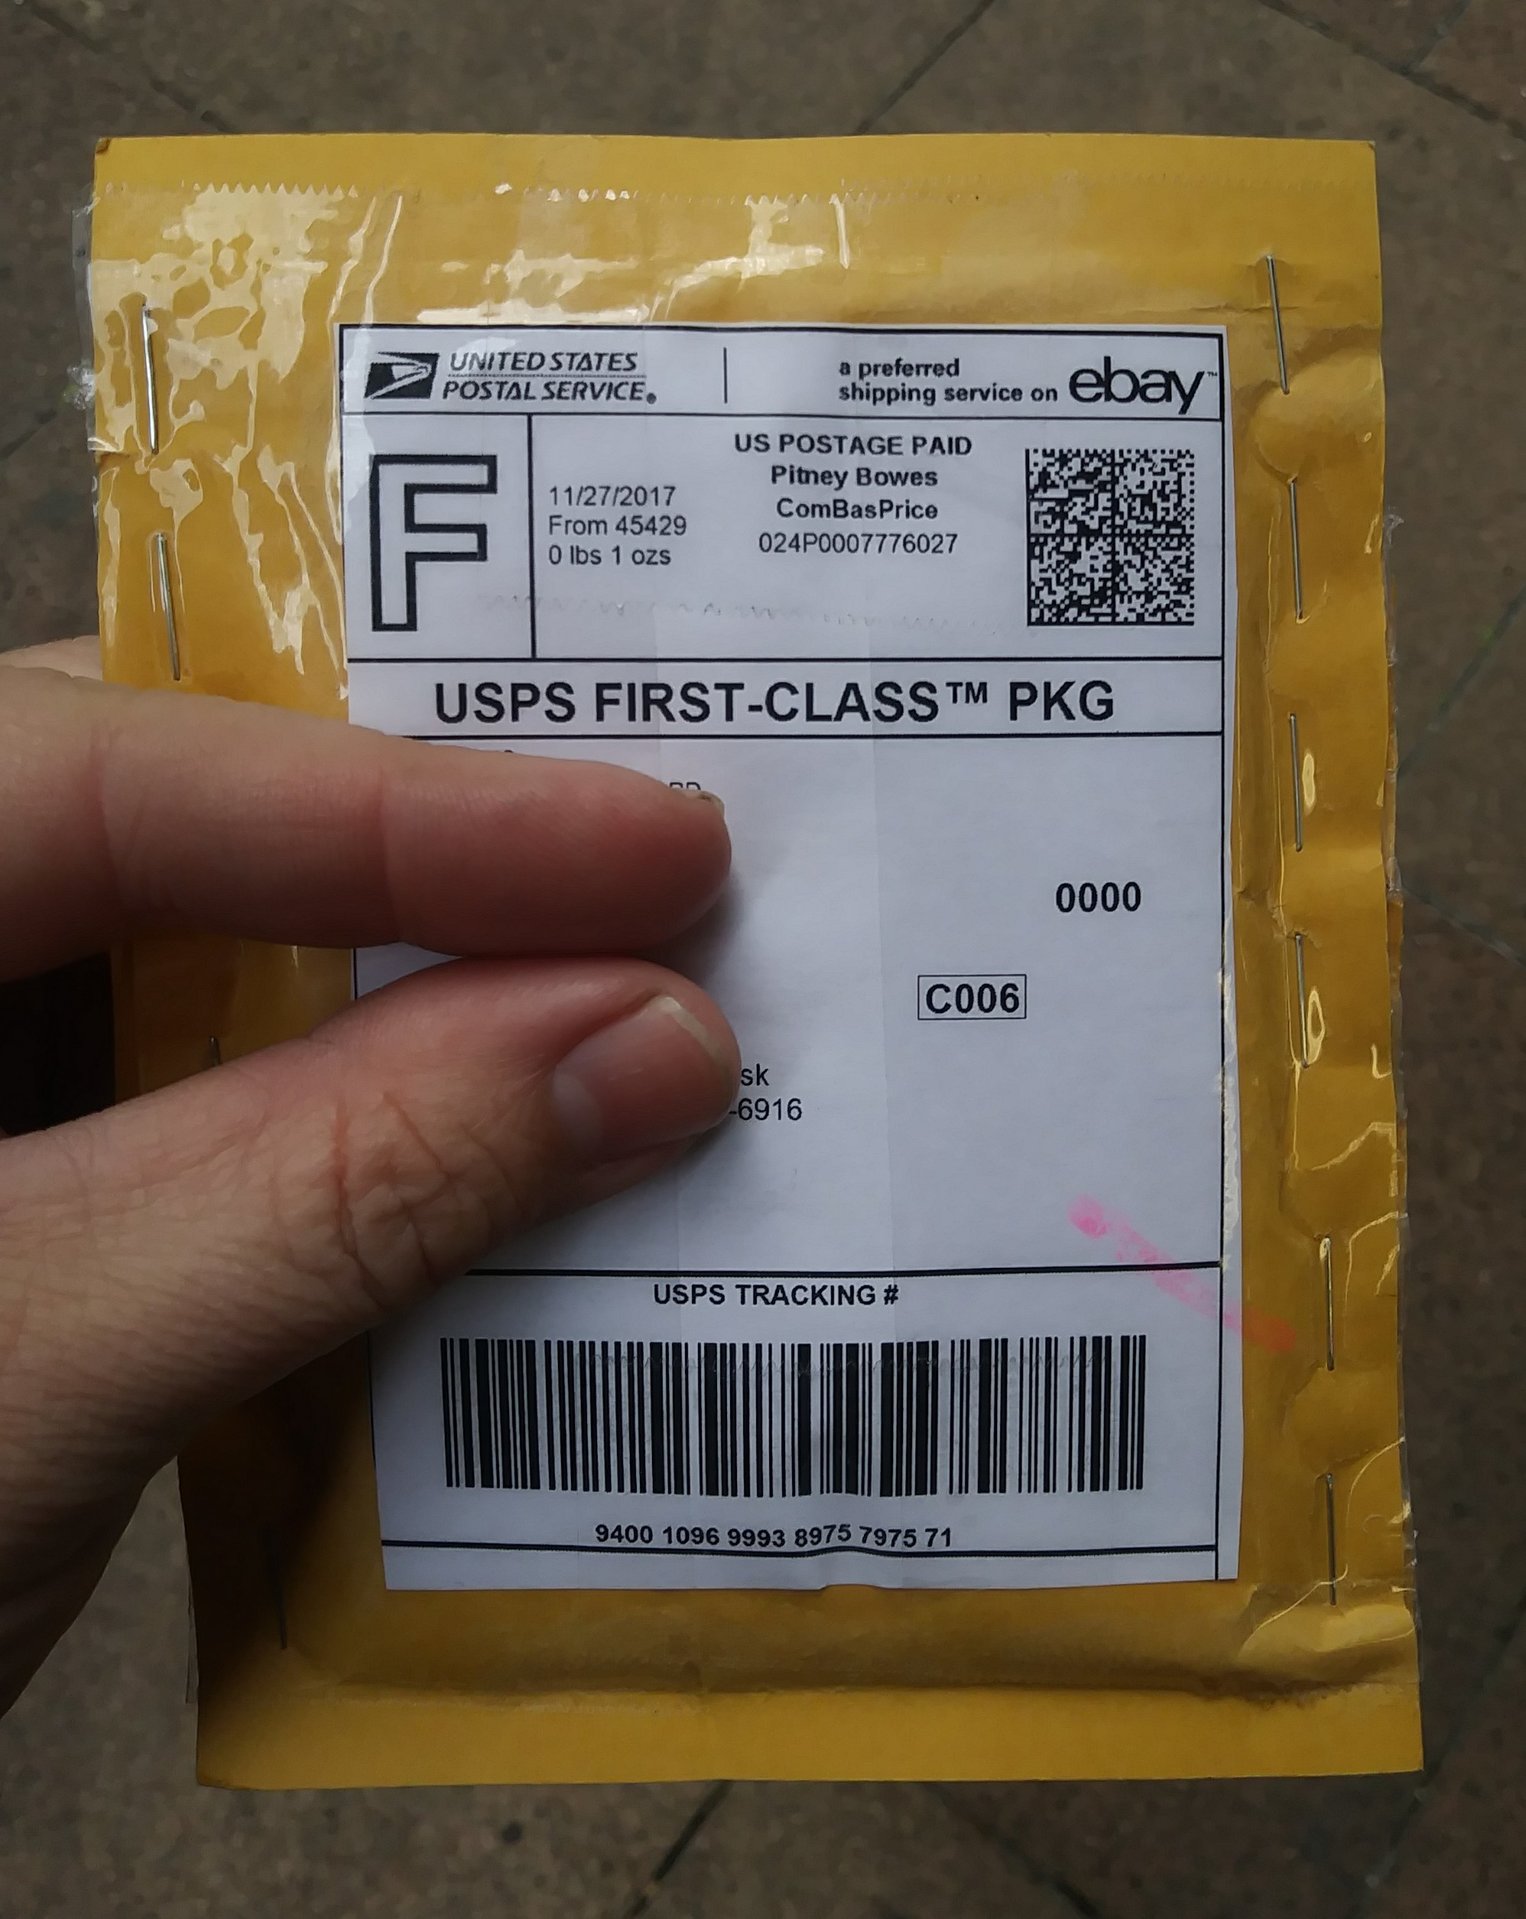 UNITED STATES
POSTAL SERVICE®
a preferred
shipping service on ebay™
F
11/27/2017
From 45429
0 lbs 1 ozs
US POSTAGE PAID
Pitney Bowes
ComBasPrice
024P0007776027
USPS FIRST-CLASS™ PKG
0000
C006
sk
-6916
USPS TRACKING #
9400 1096 9993 8975 7975 71